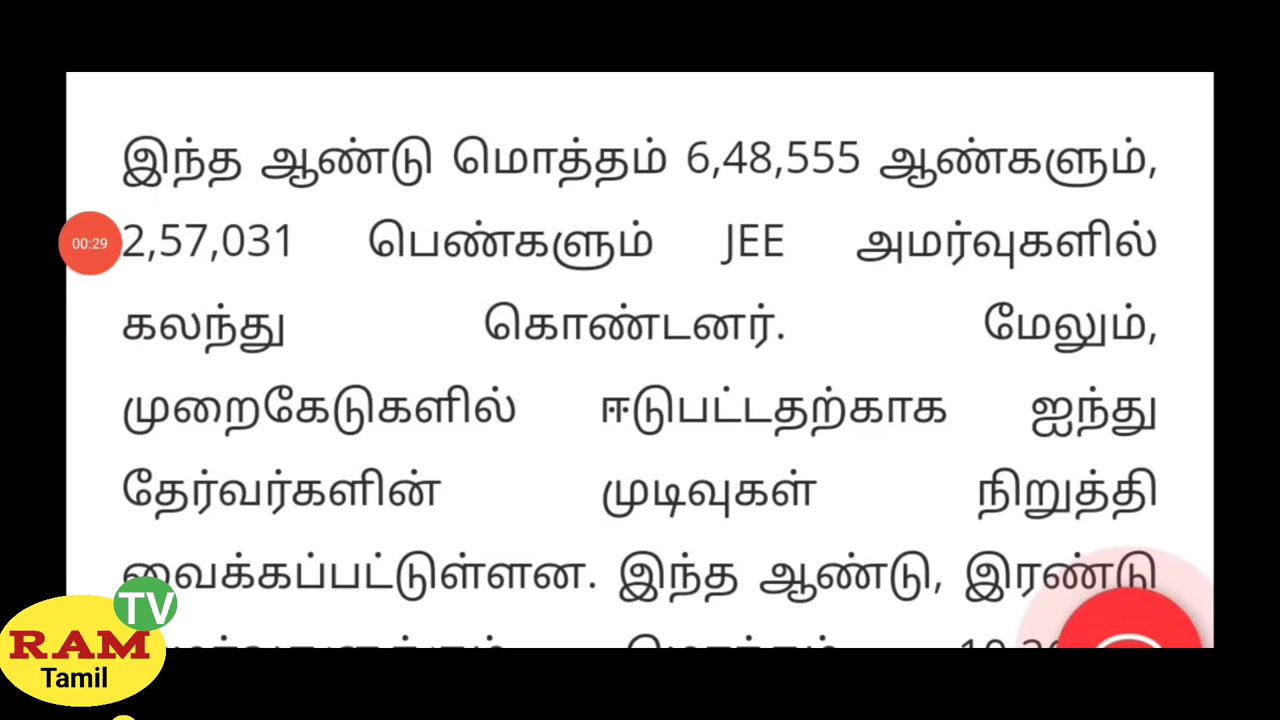 இந்த ஆண்டு மொத்தம் 6,48,555 ஆண்களும்,
00:29
2,57,031 பெண்களும் JEE அமர்வுகளில்
கலந்து கொண்டனர். மேலும்,
முறைகேடுகளில் ஈடுபட்டதற்காக ஐந்து
தேர்வர்களின் முடிவுகள் நிறுத்தி
வைக்கப்பட்டுள்ளன. இந்த ஆண்டு, இரண்டு
TV
RAM
Tamil